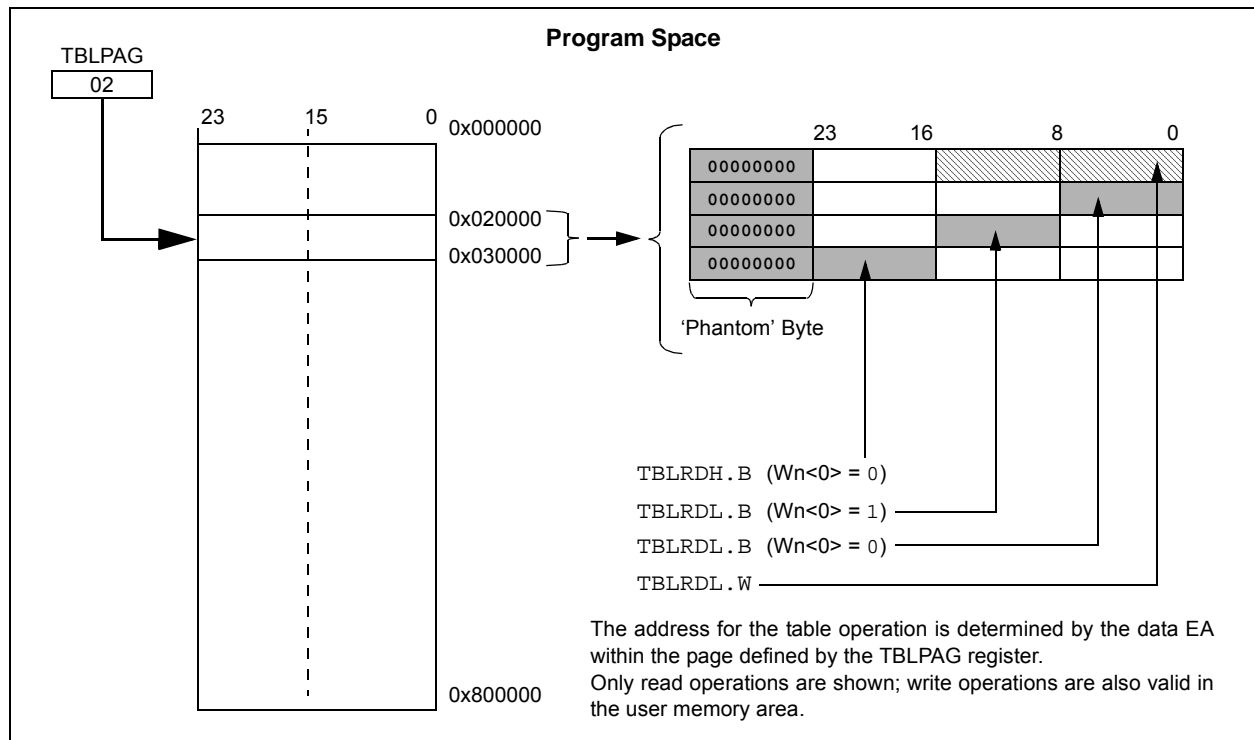 Program Space
TBLPAG
02
23 15 0
0x000000
0x020000
0x030000
0x800000
23 16 8 0
00000000
00000000
00000000
00000000
‘Phantom’ Byte
TBLRDH.B (Wn<0> = 0)
TBLRDL.B (Wn<0> = 1)
TBLRDL.B (Wn<0> = 0)
TBLRDL.W
The address for the table operation is determined by the data EA
within the page defined by the TBLPAG register.
Only read operations are shown; write operations are also valid in
the user memory area.